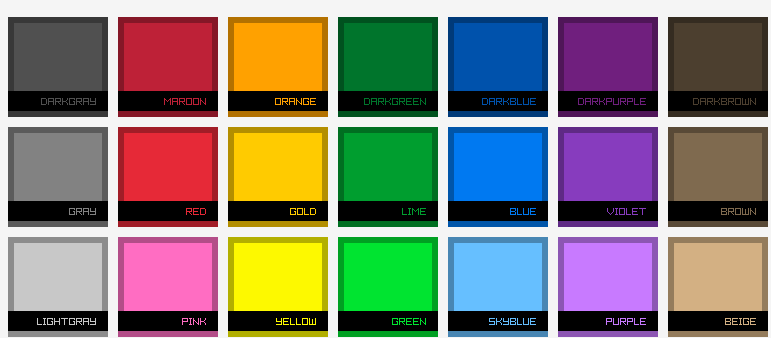 DARKGRAY MAROON ORANGE DARKGREEN DARKBLUE DARKPURPLE DARKBROWN
GRAY RED GOLD LIME BLUE VIOLET BROWN
LIGHTGRAY PINK YELLOW GREEN SKYBLUE PURPLE BEIGE